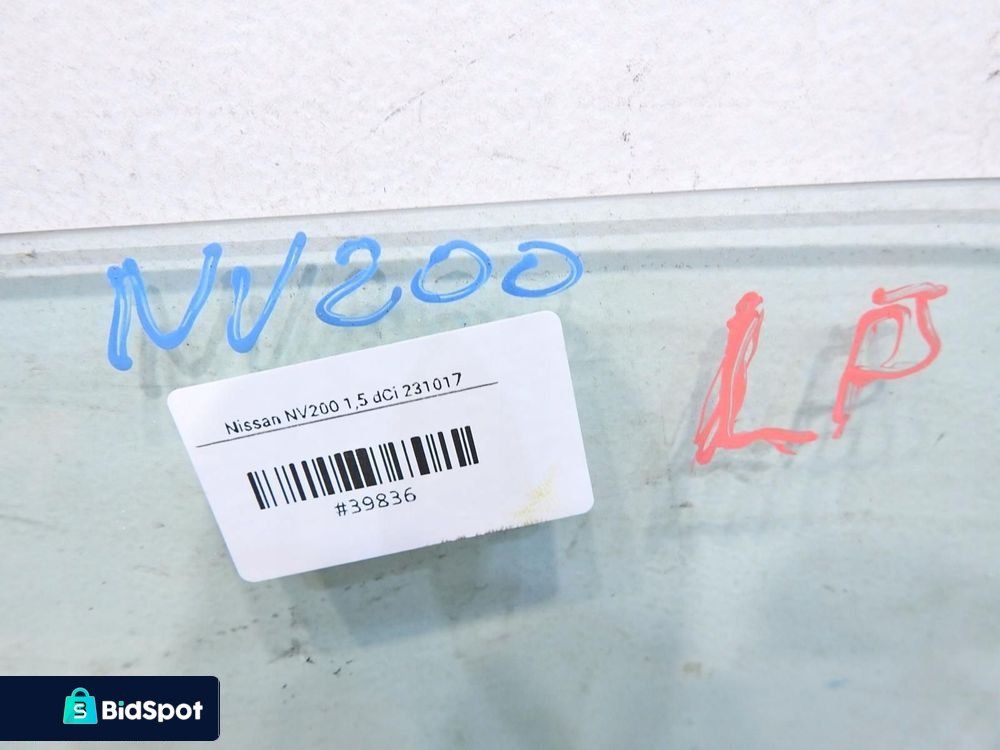 NV200
LP
Nissan NV200 1,5 dCi 231017
#39836
BidSpot